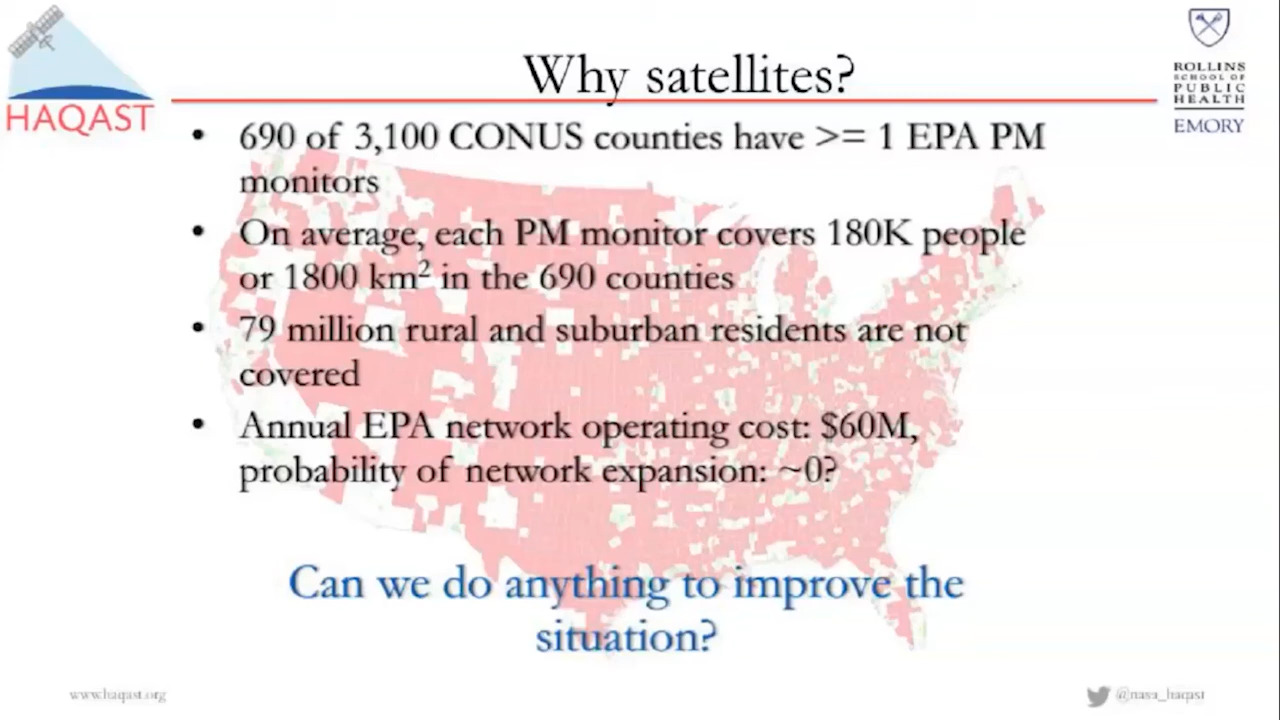 Why satellites?
HAQAST
ROLLINS
SCHOOL OF
PUBLIC
HEALTH
EMORY
• 690 of 3,100 CONUS counties have >= 1 EPA PM
monitors
• On average, each PM monitor covers 180K people
or 1800 km² in the 690 counties
• 79 million rural and suburban residents are not
covered
• Annual EPA network operating cost: $60M,
probability of network expansion: ~0?
Can we do anything to improve the
situation?
www.haqast.org
@nasa_haqast